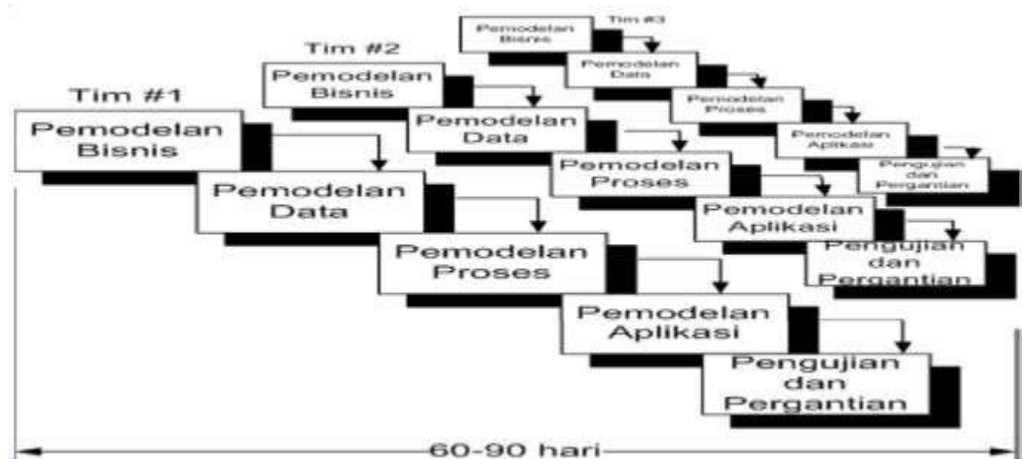 Tim #1
Pemodelan
Bisnis
Pemodelan
Data
Pemodelan
Proses
Pemodelan
Aplikasi
Pengujian
dan
Pergantian
Tim #2
Pemodelan
Bisnis
Pemodelan
Data
Pemodelan
Proses
Pemodelan
Aplikasi
Pengujian
dan
Pergantian
Tim #3
Pemodelan
Bisnis
Pemodelan
Data
Pemodelan
Proses
Pemodelan
Aplikasi
Pengujian
dan
Pergantian
60-90 hari